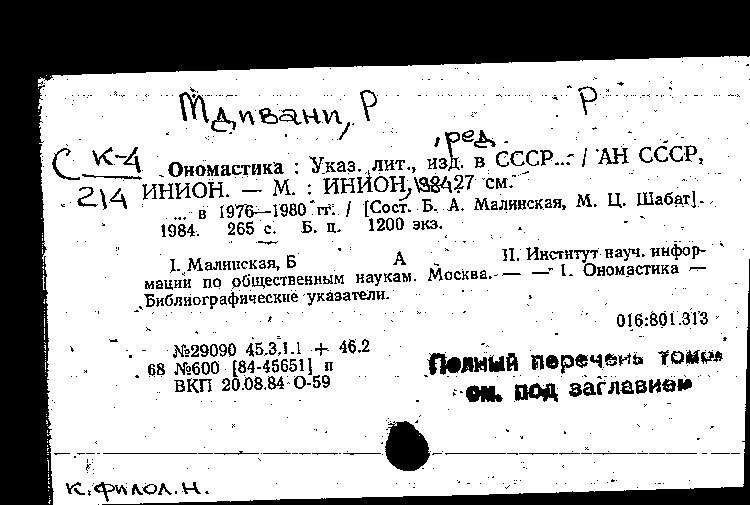 Мдивани, Р Р
, ред.
С К-4
214
Ономастика : Указ. лит., изд. в СССР... / АН СССР,
ИНИОН. — М. : ИНИОН, 1984 27 см.
... в 1976—1980 гг. / [Сост. Б. А. Малинская, М. Ц. Шабат].
1984. 265 с. Б. ц. 1200 экз.
I. Малинская, Б А II. Институт науч. инфор-
мации по общественным наукам. Москва. — — 1. Ономастика —
Библиографические указатели.
016:801.313
№29090 45.3.1.1 + 46.2
68 №600 [84-45651] п
ВКП 20.08.84 О-59
Полный перечень томов
см. под заглавием
к. филол. н.